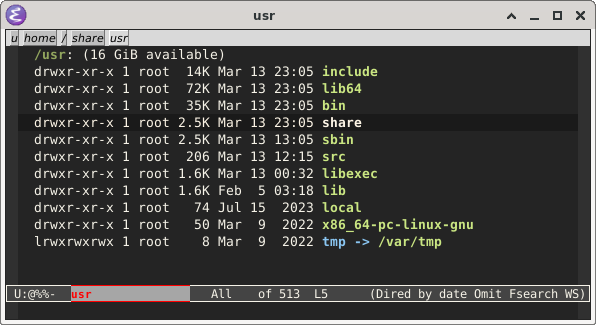 usr
u home / share usr
/usr: (16 GiB available)
drwxr-xr-x 1 root  14K Mar 13 23:05 include
drwxr-xr-x 1 root  72K Mar 13 23:05 lib64
drwxr-xr-x 1 root  35K Mar 13 23:05 bin
drwxr-xr-x 1 root 2.5K Mar 13 23:05 share
drwxr-xr-x 1 root 2.5K Mar 13 13:05 sbin
drwxr-xr-x 1 root  206 Mar 13 12:15 src
drwxr-xr-x 1 root 1.6K Mar 13 00:32 libexec
drwxr-xr-x 1 root 1.6K Feb  5 03:18 lib
drwxr-xr-x 1 root   74 Jul 15  2023 local
drwxr-xr-x 1 root   50 Mar  9  2022 x86_64-pc-linux-gnu
lrwxrwxrwx 1 root    8 Mar  9  2022 tmp -> /var/tmp
U:@%%-  usr  All   of 513  L5  (Dired by date Omit Fsearch WS)